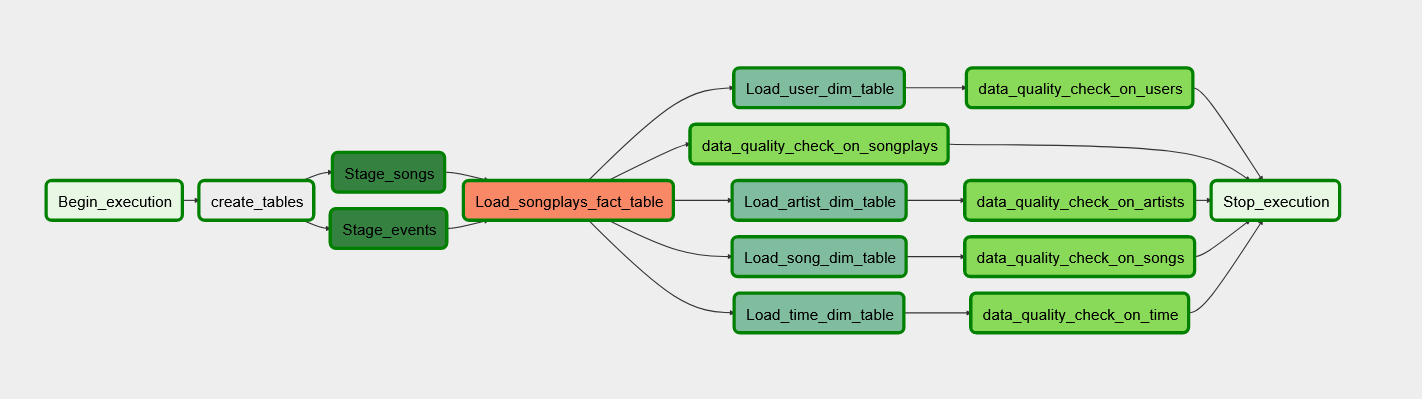 Begin_execution
create_tables
Stage_songs
Stage_events
Load_songplays_fact_table
Load_user_dim_table
data_quality_check_on_users
data_quality_check_on_songplays
Load_artist_dim_table
data_quality_check_on_artists
Load_song_dim_table
data_quality_check_on_songs
Load_time_dim_table
data_quality_check_on_time
Stop_execution